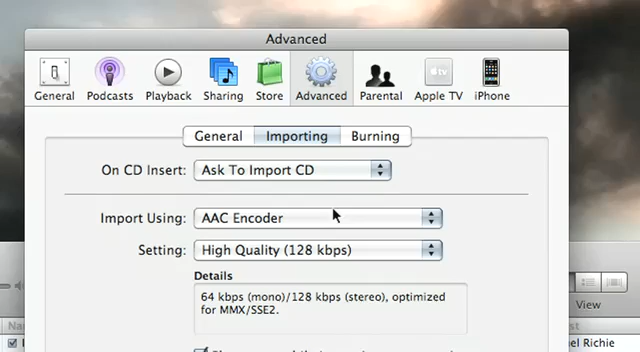 Advanced
General Podcasts Playback Sharing Store Advanced Parental Apple TV iPhone
General Importing Burning
On CD Insert: Ask To Import CD
Import Using: AAC Encoder
Setting: High Quality (128 kbps)
Details
64 kbps (mono)/128 kbps (stereo), optimized
for MMX/SSE2.
View
el Richie